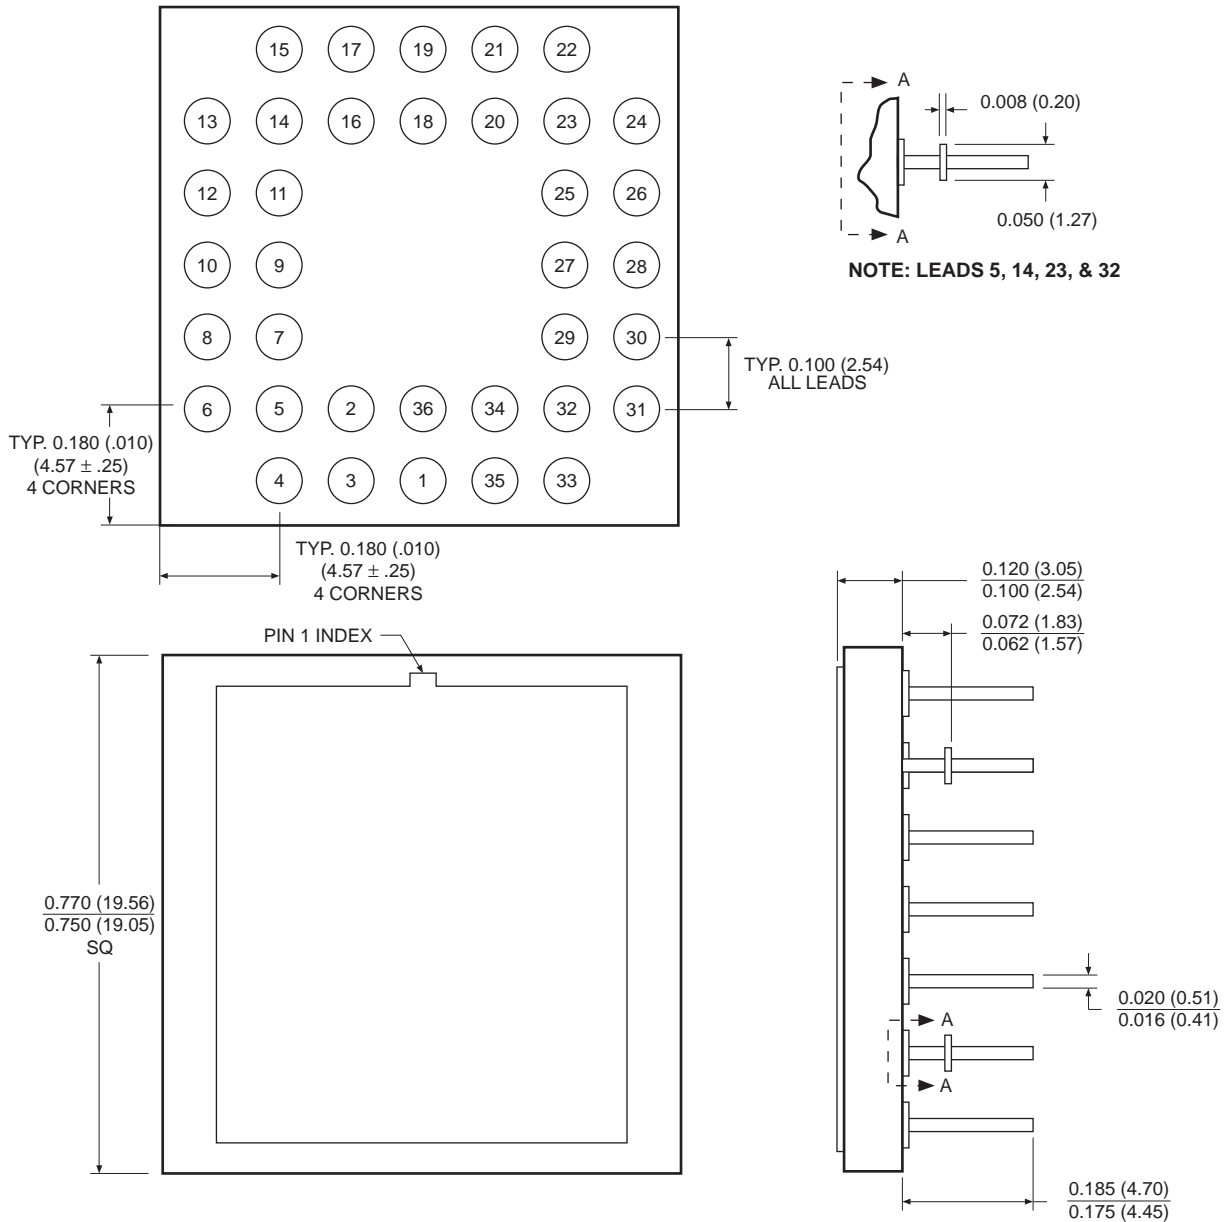 15 17 19 21 22
13 14 16 18 20 23 24
12 11 25 26
10 9 27 28
8 7 29 30
6 5 2 36 34 32 31
4 3 1 35 33
TYP. 0.180 (.010)
(4.57 ± .25)
4 CORNERS
TYP. 0.180 (.010)
(4.57 ± .25)
4 CORNERS
TYP. 0.100 (2.54)
ALL LEADS
A
0.008 (0.20)
0.050 (1.27)
A
NOTE: LEADS 5, 14, 23, & 32
PIN 1 INDEX
0.770 (19.56)
0.750 (19.05)
SQ
0.120 (3.05)
0.100 (2.54)
0.072 (1.83)
0.062 (1.57)
0.020 (0.51)
0.016 (0.41)
A
A
0.185 (4.70)
0.175 (4.45)